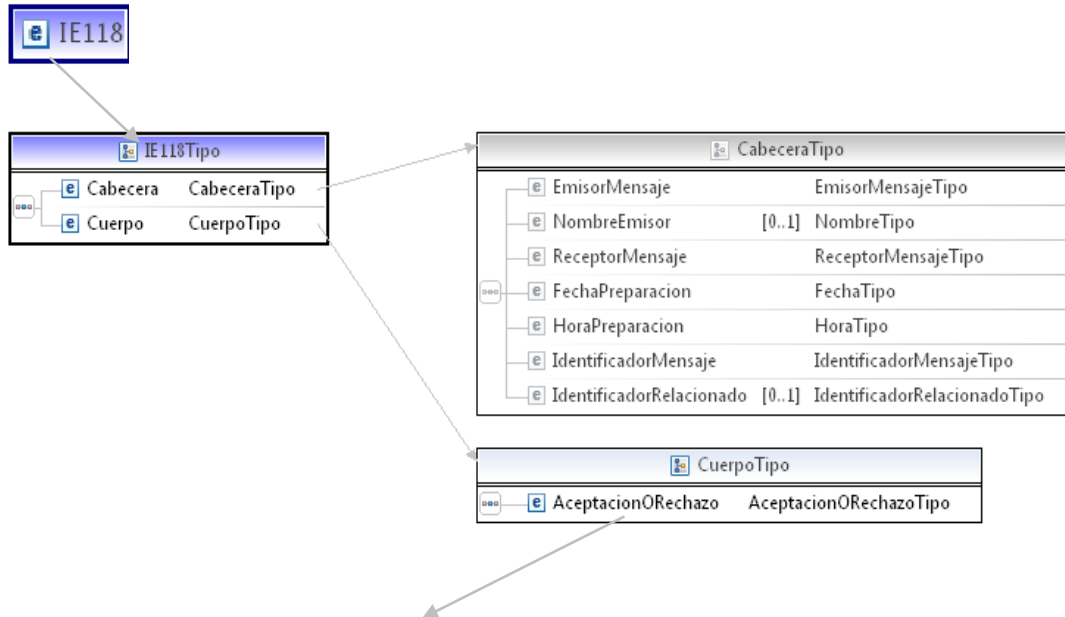 IE118
IE118Tipo
Cabecera CabeceraTipo
Cuerpo CuerpoTipo
CabeceraTipo
EmisorMensaje EmisorMensajeTipo
NombreEmisor [0..1] NombreTipo
ReceptorMensaje ReceptorMensajeTipo
FechaPreparacion FechaTipo
HoraPreparacion HoraTipo
IdentificadorMensaje IdentificadorMensajeTipo
IdentificadorRelacionado [0..1] IdentificadorRelacionadoTipo
CuerpoTipo
AceptacionORechazo AceptacionORechazoTipo